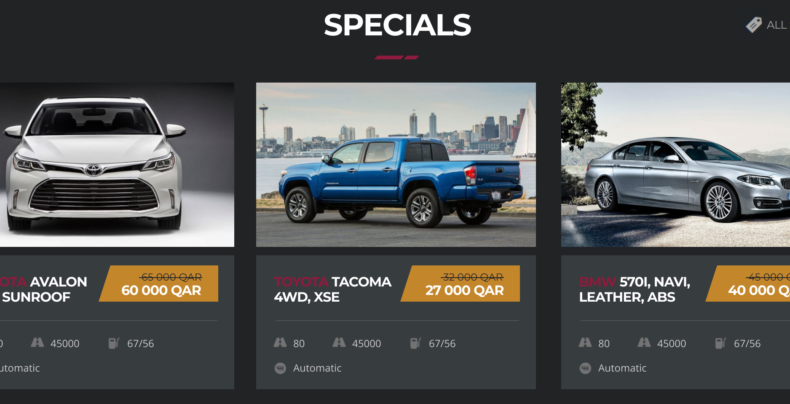 SPECIALS
ALL
OTA AVALON
SUNROOF
65 000 QAR
60 000 QAR
TOYOTA TACOMA
4WD, XSE
32 000 QAR
27 000 QAR
BMW 570I, NAVI,
LEATHER, ABS
45 000
40 000 QA
0 45000 67/56
80 45000 67/56
80 45000 67/56
utomatic
Automatic
Automatic